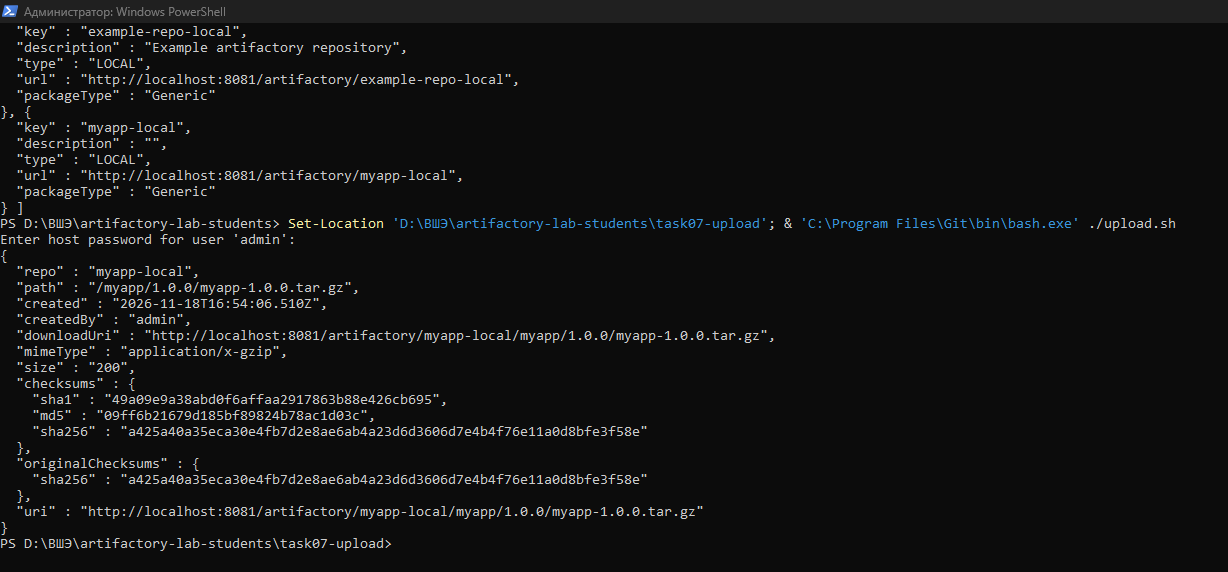 Администратор: Windows PowerShell
  "key" : "example-repo-local",
  "description" : "Example artifactory repository",
  "type" : "LOCAL",
  "url" : "http://localhost:8081/artifactory/example-repo-local",
  "packageType" : "Generic"
}, {
  "key" : "myapp-local",
  "description" : "",
  "type" : "LOCAL",
  "url" : "http://localhost:8081/artifactory/myapp-local",
  "packageType" : "Generic"
} ]
PS D:\ВШЭ\artifactory-lab-students> Set-Location 'D:\ВШЭ\artifactory-lab-students\task07-upload'; & 'C:\Program Files\Git\bin\bash.exe' ./upload.sh
Enter host password for user 'admin':
{
  "repo" : "myapp-local",
  "path" : "/myapp/1.0.0/myapp-1.0.0.tar.gz",
  "created" : "2026-11-18T16:54:06.510Z",
  "createdBy" : "admin",
  "downloadUri" : "http://localhost:8081/artifactory/myapp-local/myapp/1.0.0/myapp-1.0.0.tar.gz",
  "mimeType" : "application/x-gzip",
  "size" : "200",
  "checksums" : {
    "sha1" : "49a09e9a38abd0f6affaa2917863b88e426cb695",
    "md5" : "09ff6b21679d185bf89824b78ac1d03c",
    "sha256" : "a425a40a35eca30e4fb7d2e8ae6ab4a23d6d3606d7e4b4f76e11a0d8bfe3f58e"
  },
  "originalChecksums" : {
    "sha256" : "a425a40a35eca30e4fb7d2e8ae6ab4a23d6d3606d7e4b4f76e11a0d8bfe3f58e"
  },
  "uri" : "http://localhost:8081/artifactory/myapp-local/myapp/1.0.0/myapp-1.0.0.tar.gz"
}
PS D:\ВШЭ\artifactory-lab-students\task07-upload>